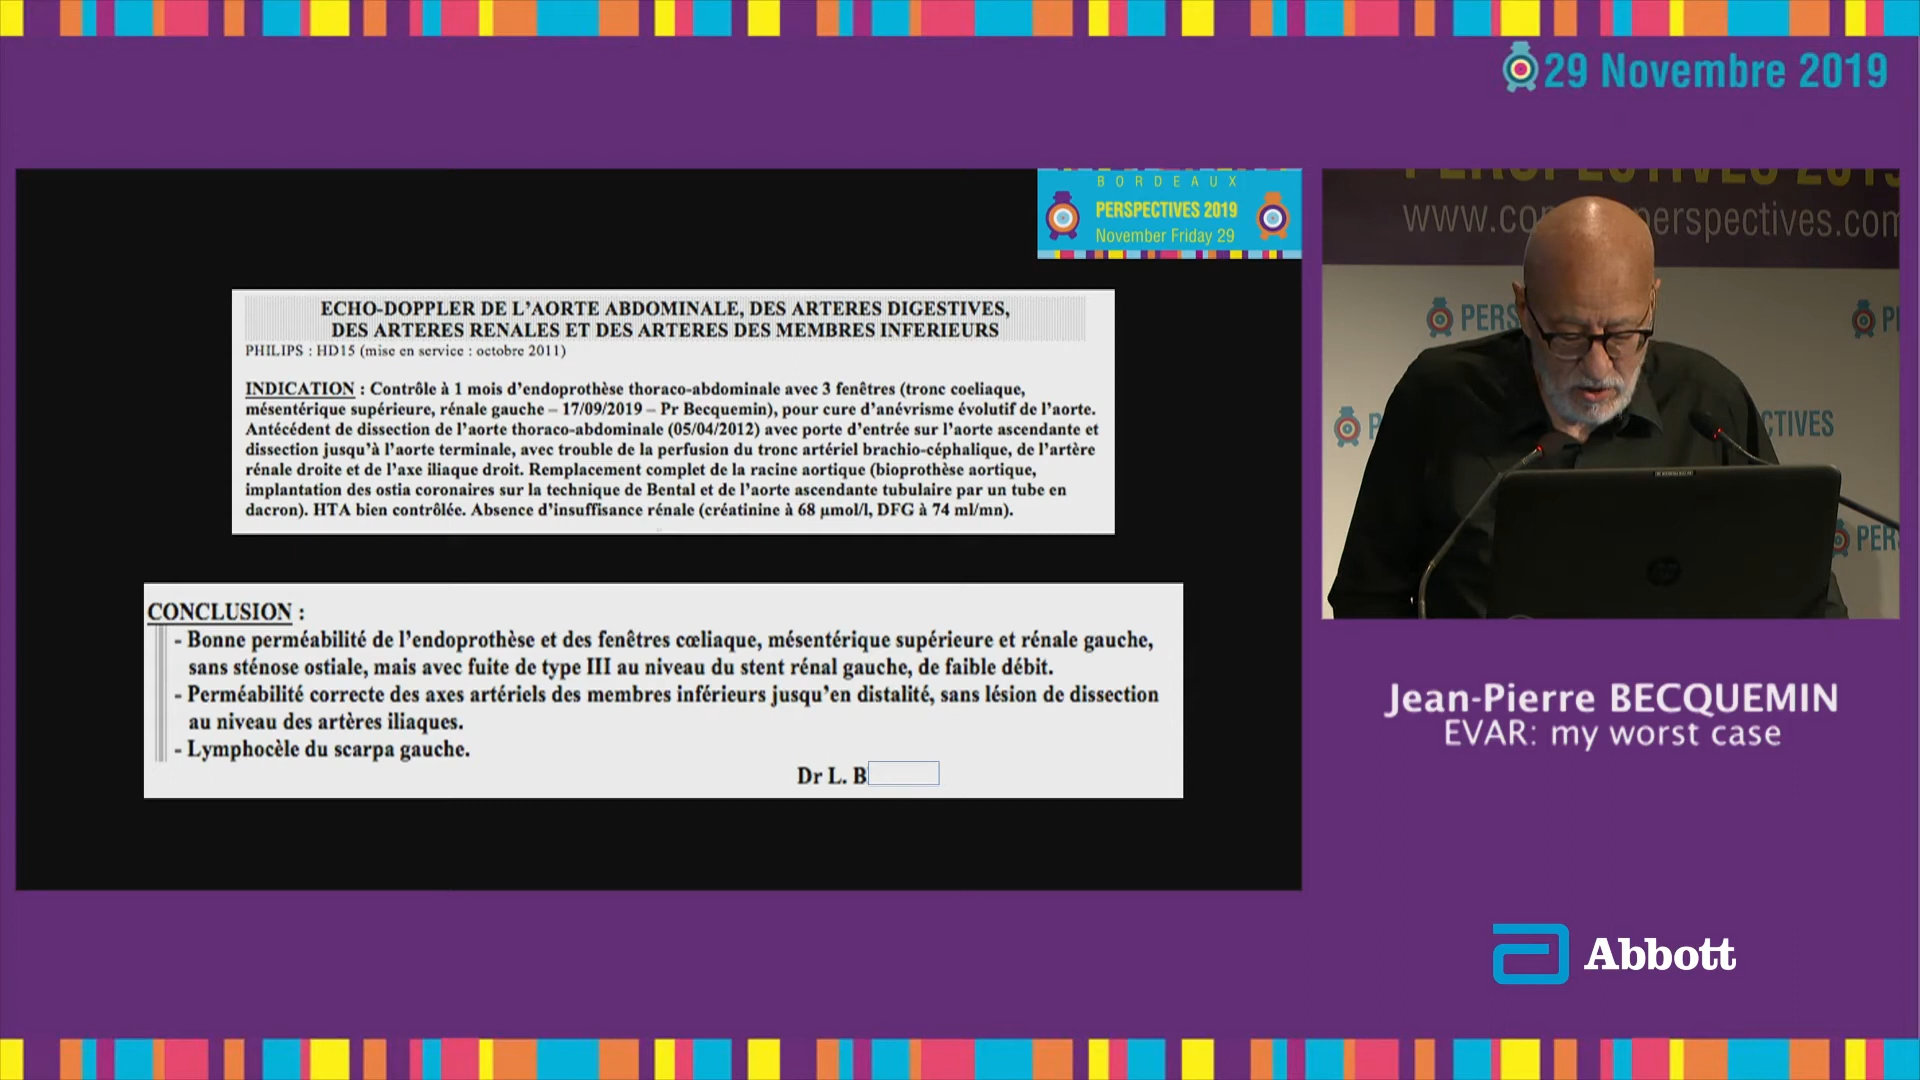 29 Novembre 2019
BORDEAUX
PERSPECTIVES 2019
November Friday 29
ECHO-DOPPLER DE L'AORTE ABDOMINALE, DES ARTERES DIGESTIVES,
DES ARTERES RENALES ET DES ARTERES DES MEMBRES INFERIEURS
PHILIPS : HD15 (mise en service : octobre 2011)
INDICATION : Contrôle à 1 mois d'endoprothèse thoraco-abdominale avec 3 fenêtres (tronc coeliaque,
mésentérique supérieure, rénale gauche – 17/09/2019 – Pr Becquemin), pour cure d'anévrisme évolutif de l'aorte.
Antécédent de dissection de l'aorte thoraco-abdominale (05/04/2012) avec porte d'entrée sur l'aorte ascendante et
dissection jusqu'à l'aorte terminale, avec trouble de la perfusion du tronc artériel brachio-céphalique, de l'artère
rénale droite et de l'axe iliaque droit. Remplacement complet de la racine aortique (bioprothèse aortique,
implantation des ostia coronaires sur la technique de Bental et de l'aorte ascendante tubulaire par un tube en
dacron). HTA bien contrôlée. Absence d'insuffisance rénale (créatinine à 68 µmol/l, DFG à 74 ml/mn).
CONCLUSION :
- Bonne perméabilité de l'endoprothèse et des fenêtres cœliaque, mésentérique supérieure et rénale gauche,
sans sténose ostiale, mais avec fuite de type III au niveau du stent rénal gauche, de faible débit.
- Perméabilité correcte des axes artériels des membres inférieurs jusqu'en distalité, sans lésion de dissection
au niveau des artères iliaques.
- Lymphocèle du scarpa gauche.
Dr L. B
PERSPECTIVES 2019
www.con perspectives.com
PERS
P
P
CTIVES
PER
Jean-Pierre BECQUEMIN
EVAR: my worst case
Abbott